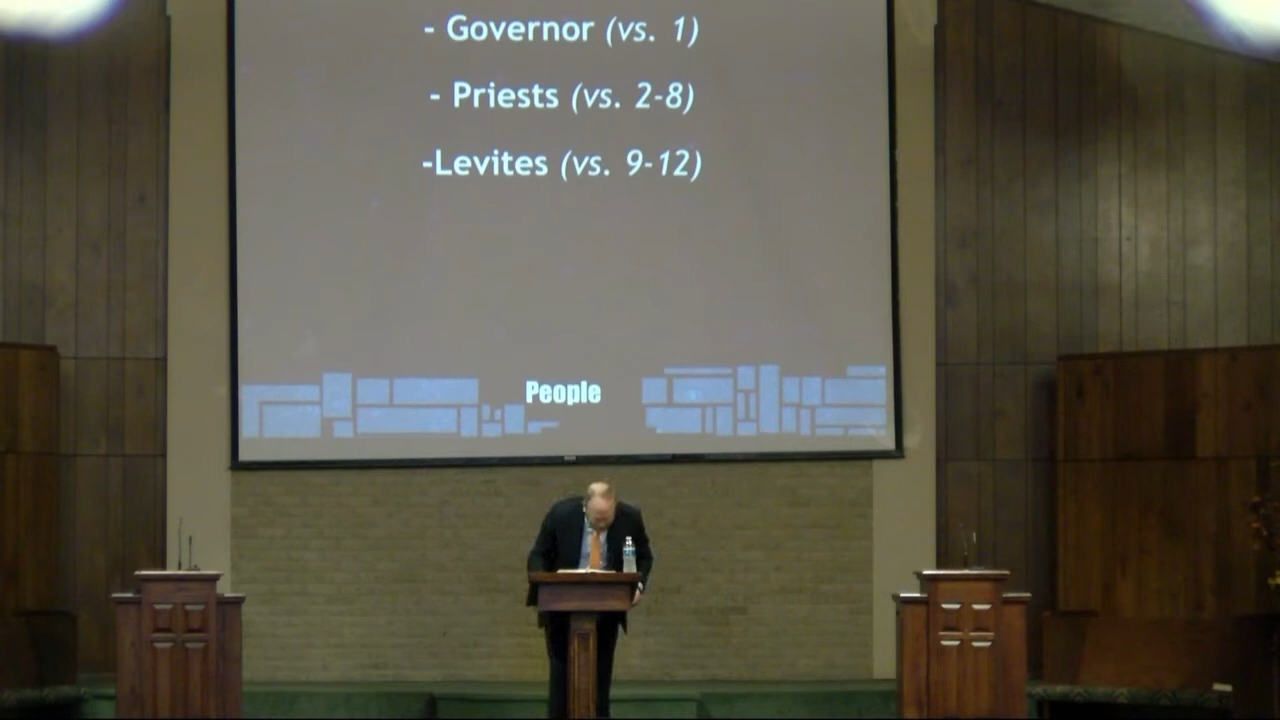 - Governor (vs. 1)
- Priests (vs. 2-8)
-Levites (vs. 9-12)
People